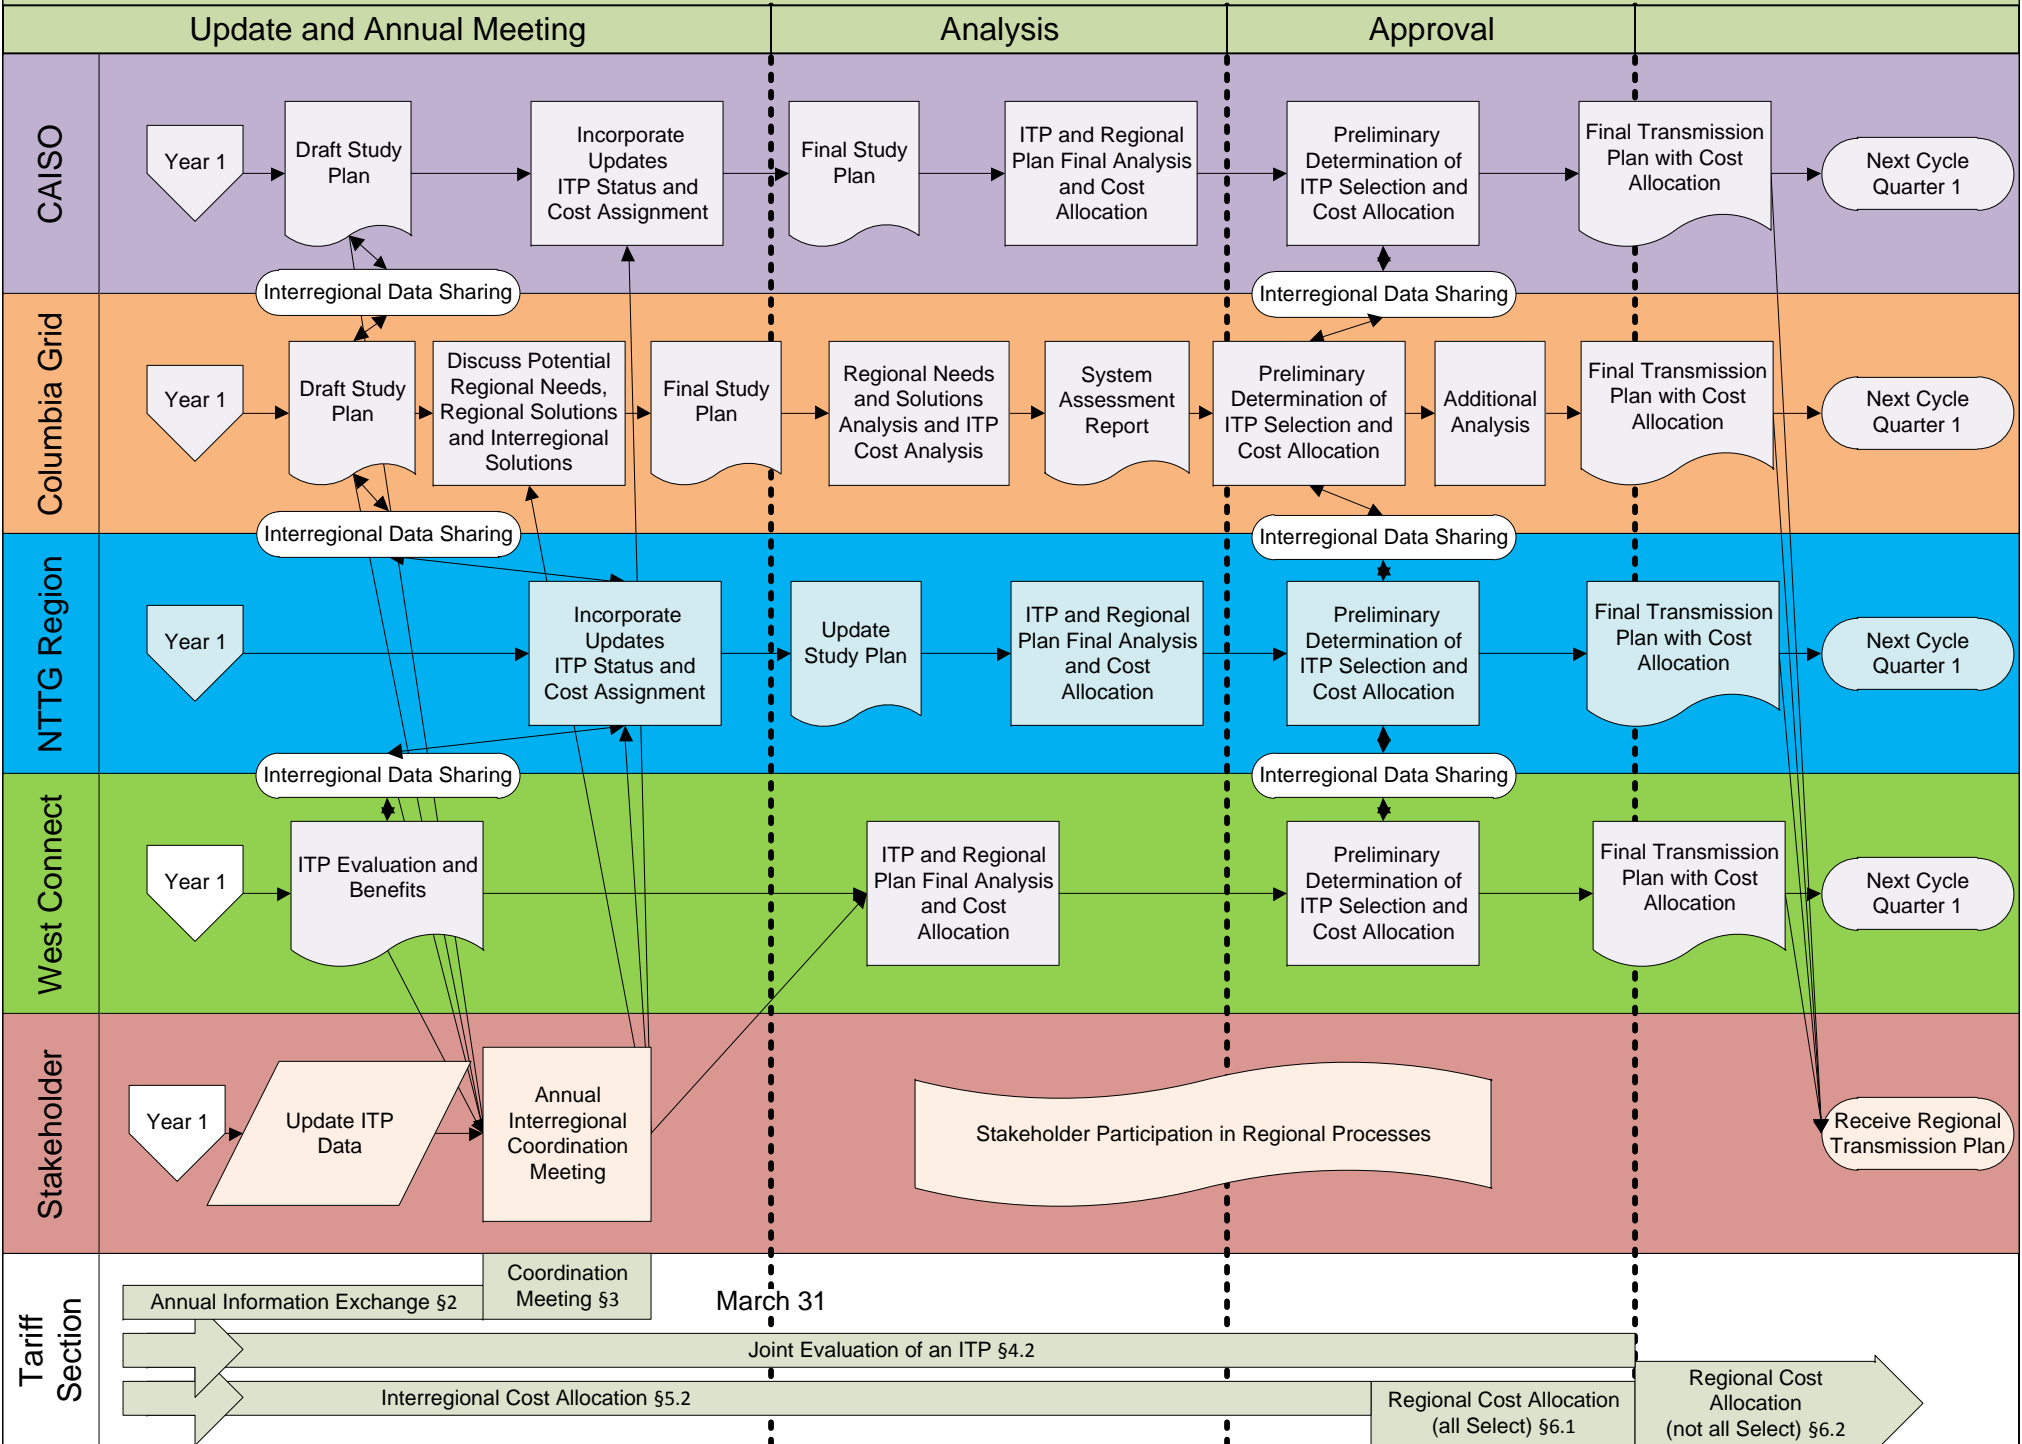 Update and Annual Meeting
Analysis
Approval
CAISO
Year 1
Draft Study
Plan
Incorporate
Updates
ITP Status and
Cost Assignment
Final Study
Plan
ITP and Regional
Plan Final Analysis
and Cost
Allocation
Preliminary
Determination of
ITP Selection and
Cost Allocation
Final Transmission
Plan with Cost
Allocation
Next Cycle
Quarter 1
Interregional Data Sharing
Interregional Data Sharing
Columbia Grid
Year 1
Draft Study
Plan
Discuss Potential
Regional Needs,
Regional Solutions
and Interregional
Solutions
Final Study
Plan
Regional Needs
and Solutions
Analysis and ITP
Cost Analysis
System
Assessment
Report
Preliminary
Determination of
ITP Selection and
Cost Allocation
Additional
Analysis
Final Transmission
Plan with Cost
Allocation
Next Cycle
Quarter 1
Interregional Data Sharing
Interregional Data Sharing
NTTG Region
Year 1
Incorporate
Updates
ITP Status and
Cost Assignment
Update
Study Plan
ITP and Regional
Plan Final Analysis
and Cost
Allocation
Preliminary
Determination of
ITP Selection and
Cost Allocation
Final Transmission
Plan with Cost
Allocation
Next Cycle
Quarter 1
Interregional Data Sharing
Interregional Data Sharing
West Connect
Year 1
ITP Evaluation and
Benefits
ITP and Regional
Plan Final Analysis
and Cost
Allocation
Preliminary
Determination of
ITP Selection and
Cost Allocation
Final Transmission
Plan with Cost
Allocation
Next Cycle
Quarter 1
Stakeholder
Year 1
Update ITP
Data
Annual
Interregional
Coordination
Meeting
Stakeholder Participation in Regional Processes
Receive Regional
Transmission Plan
Tariff
Section
Annual Information Exchange §2
Coordination
Meeting §3
March 31
Joint Evaluation of an ITP §4.2
Interregional Cost Allocation §5.2
Regional Cost Allocation
(all Select) §6.1
Regional Cost
Allocation
(not all Select) §6.2